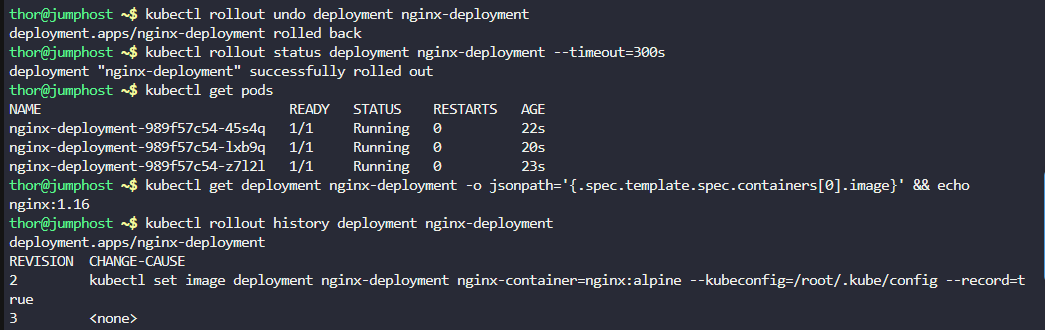 thor@jumphost ~$ kubectl rollout undo deployment nginx-deployment
deployment.apps/nginx-deployment rolled back
thor@jumphost ~$ kubectl rollout status deployment nginx-deployment --timeout=300s
deployment "nginx-deployment" successfully rolled out
thor@jumphost ~$ kubectl get pods
NAME                               READY   STATUS    RESTARTS   AGE
nginx-deployment-989f57c54-45s4q   1/1     Running   0          22s
nginx-deployment-989f57c54-lxb9q   1/1     Running   0          20s
nginx-deployment-989f57c54-z7l2l   1/1     Running   0          23s
thor@jumphost ~$ kubectl get deployment nginx-deployment -o jsonpath='{.spec.template.spec.containers[0].image}' && echo
nginx:1.16
thor@jumphost ~$ kubectl rollout history deployment nginx-deployment
deployment.apps/nginx-deployment
REVISION  CHANGE-CAUSE
2         kubectl set image deployment nginx-deployment nginx-container=nginx:alpine --kubeconfig=/root/.kube/config --record=t
rue
3         <none>